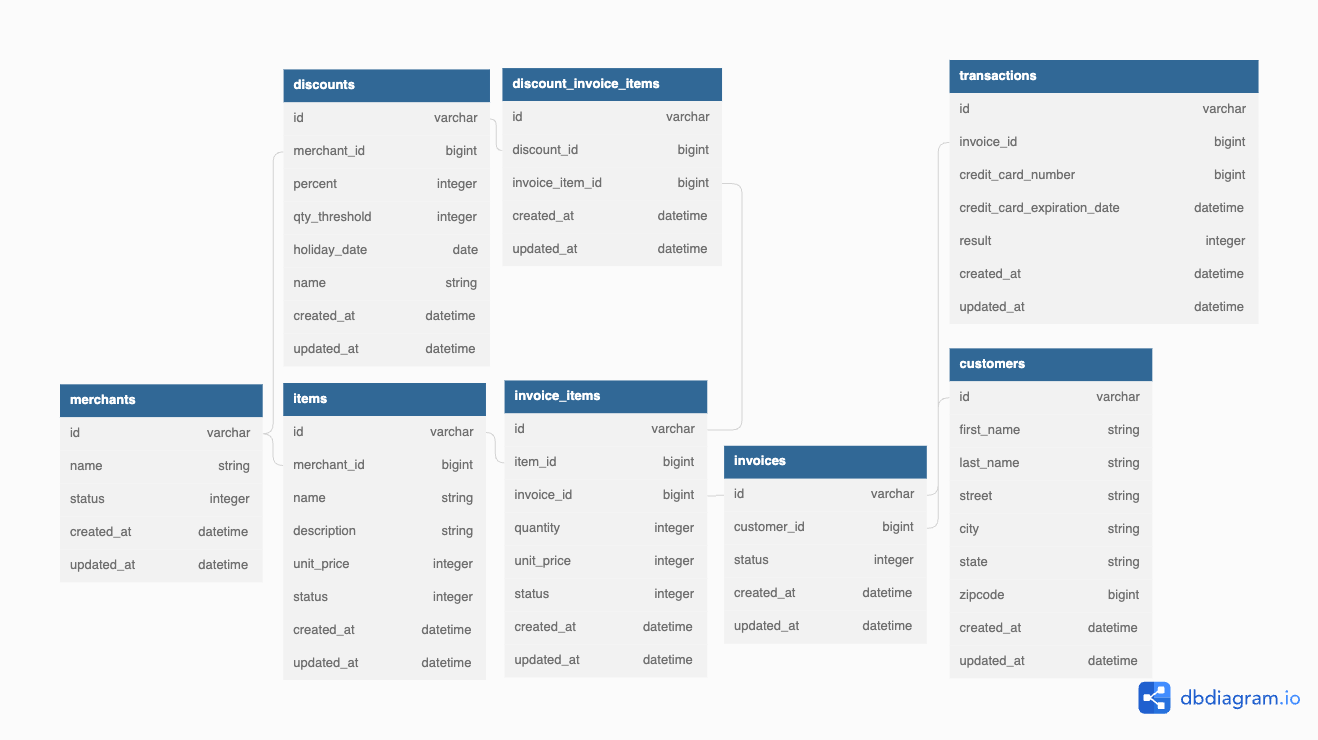 discounts
id varchar
merchant_id bigint
percent integer
qty_threshold integer
holiday_date date
name string
created_at datetime
updated_at datetime
discount_invoice_items
id varchar
discount_id bigint
invoice_item_id bigint
created_at datetime
updated_at datetime
transactions
id varchar
invoice_id bigint
credit_card_number bigint
credit_card_expiration_date datetime
result integer
created_at datetime
updated_at datetime
merchants
id varchar
name string
status integer
created_at datetime
updated_at datetime
items
id varchar
merchant_id bigint
name string
description string
unit_price integer
status integer
created_at datetime
updated_at datetime
invoice_items
id varchar
item_id bigint
invoice_id bigint
quantity integer
unit_price integer
status integer
created_at datetime
updated_at datetime
invoices
id varchar
customer_id bigint
status integer
created_at datetime
updated_at datetime
customers
id varchar
first_name string
last_name string
street string
city string
state string
zipcode bigint
created_at datetime
updated_at datetime
dbdiagram.io